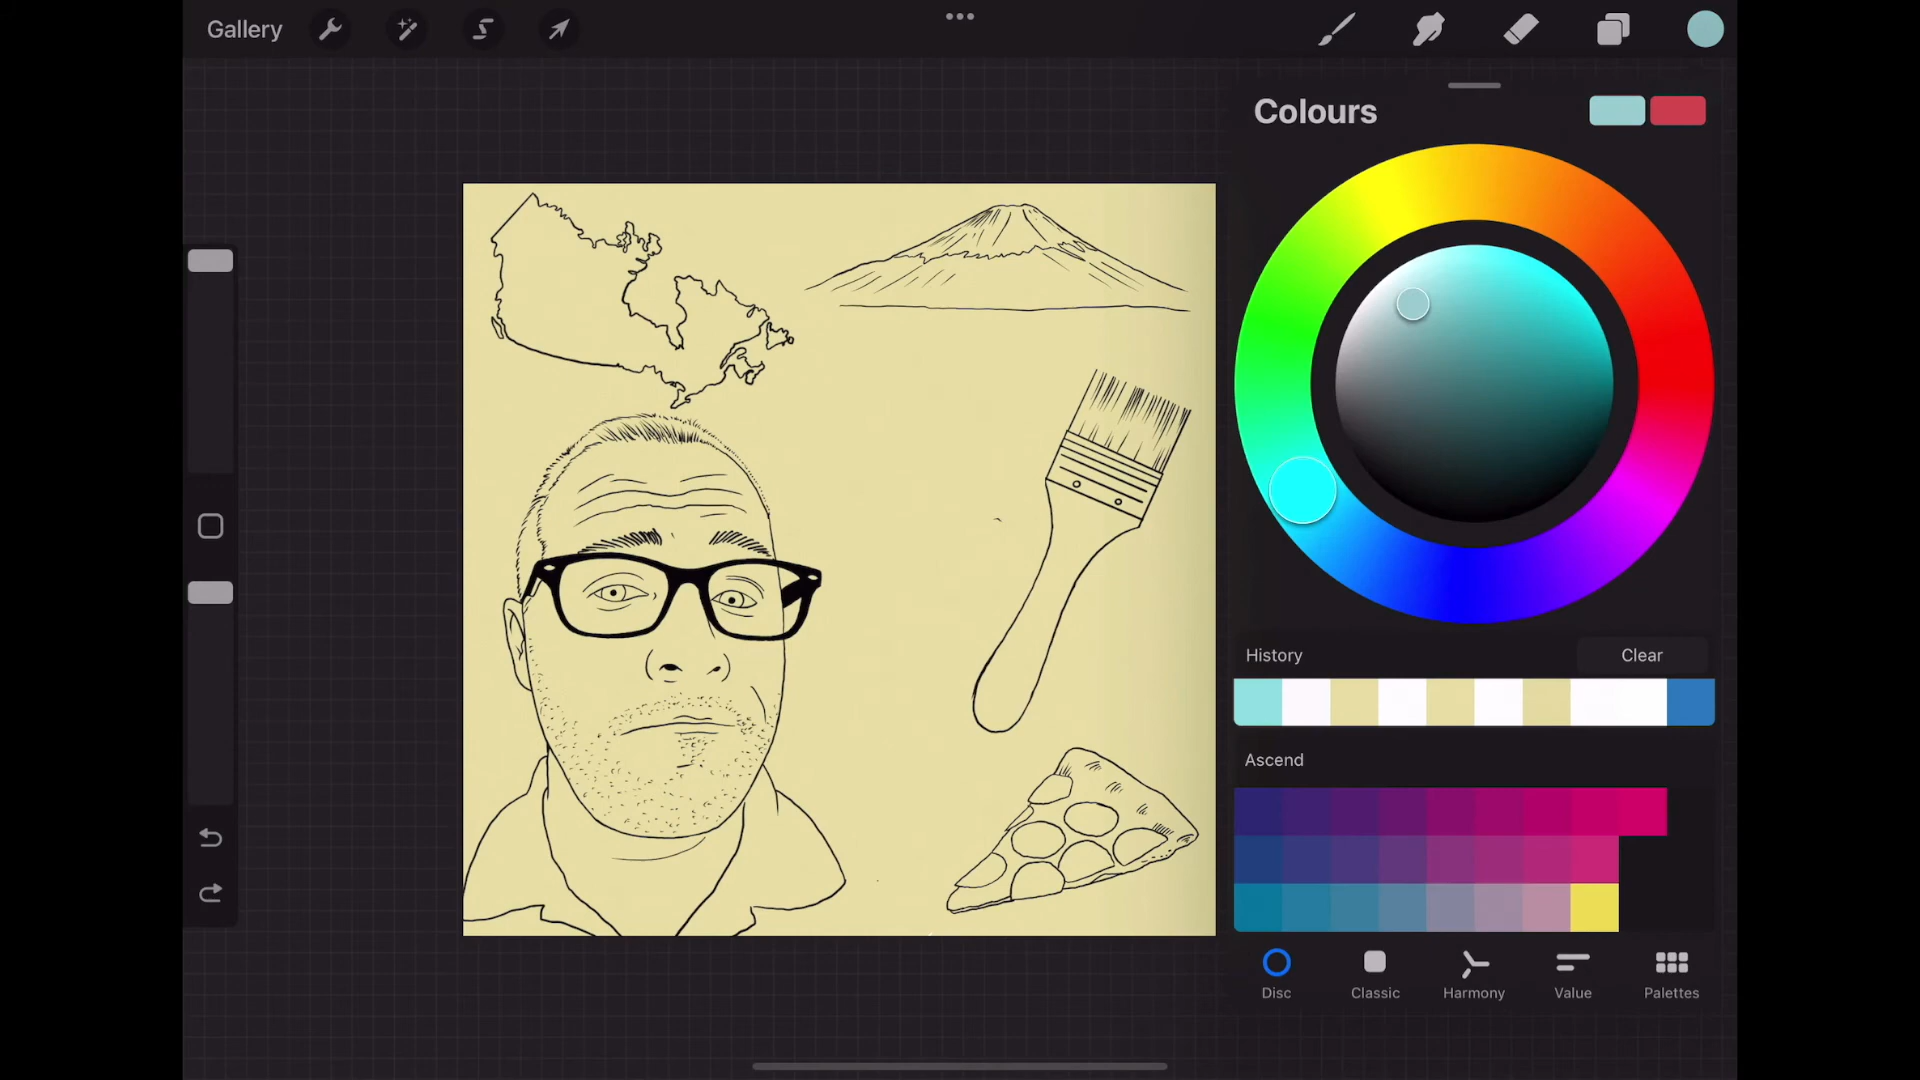 Gallery
Colours
History
Clear
Ascend
Disc
Classic
Harmony
Value
Palettes